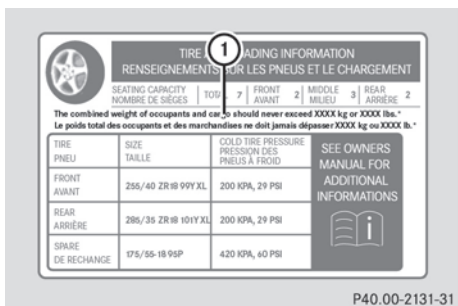 1
TIRE AND LOADING INFORMATION
RENSEIGNEMENTS SUR LES PNEUS ET LE CHARGEMENT
SEATING CAPACITY
NOMBRE DE SIÈGES
TOTAL 7
FRONT
AVANT
2
MIDDLE
MILIEU
3
REAR
ARRIÈRE
2
The combined weight of occupants and cargo should never exceed XXXX kg or XXXX lbs.*
Le poids total des occupants et des marchandises ne doit jamais dépasser XXXX kg ou XXXX lb.*
TIRE
PNEU
SIZE
TAILLE
COLD TIRE PRESSURE
PRESSION DES
PNEUS À FROID
SEE OWNERS
MANUAL FOR
ADDITIONAL
INFORMATIONS
FRONT
AVANT
255/40 ZR18 99Y XL
200 KPA, 29 PSI
REAR
ARRIÈRE
285/35 ZR18 101Y XL
200 KPA, 29 PSI
SPARE
DE RECHANGE
175/55-18 95P
420 KPA, 60 PSI
P40.00-2131-31